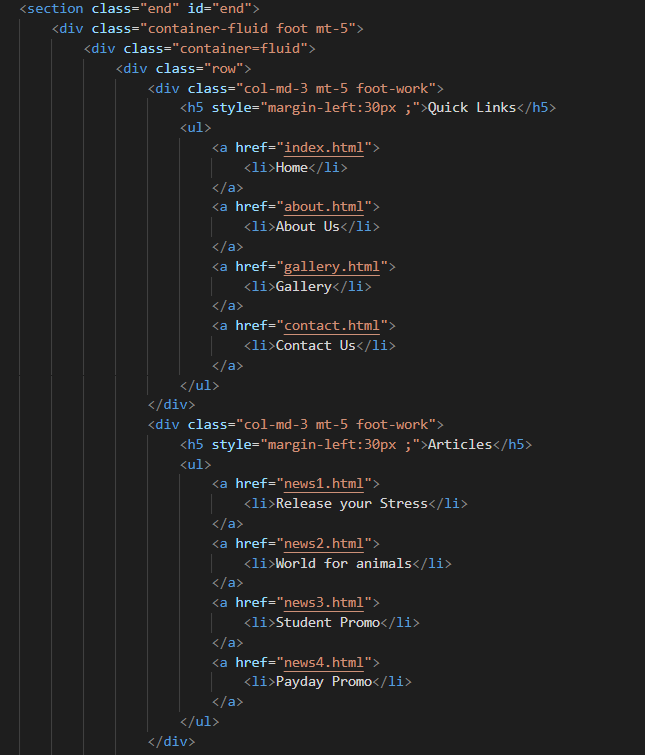 <section class="end" id="end">
<div class="container-fluid foot mt-5">
<div class="container=fluid">
<div class="row">
<div class="col-md-3 mt-5 foot-work">
<h5 style="margin-left:30px ;">Quick Links</h5>
<ul>
<a href="index.html">
<li>Home</li>
</a>
<a href="about.html">
<li>About Us</li>
</a>
<a href="gallery.html">
<li>Gallery</li>
</a>
<a href="contact.html">
<li>Contact Us</li>
</a>
</ul>
</div>
<div class="col-md-3 mt-5 foot-work">
<h5 style="margin-left:30px ;">Articles</h5>
<ul>
<a href="news1.html">
<li>Release your Stress</li>
</a>
<a href="news2.html">
<li>World for animals</li>
</a>
<a href="news3.html">
<li>Student Promo</li>
</a>
<a href="news4.html">
<li>Payday Promo</li>
</a>
</ul>
</div>